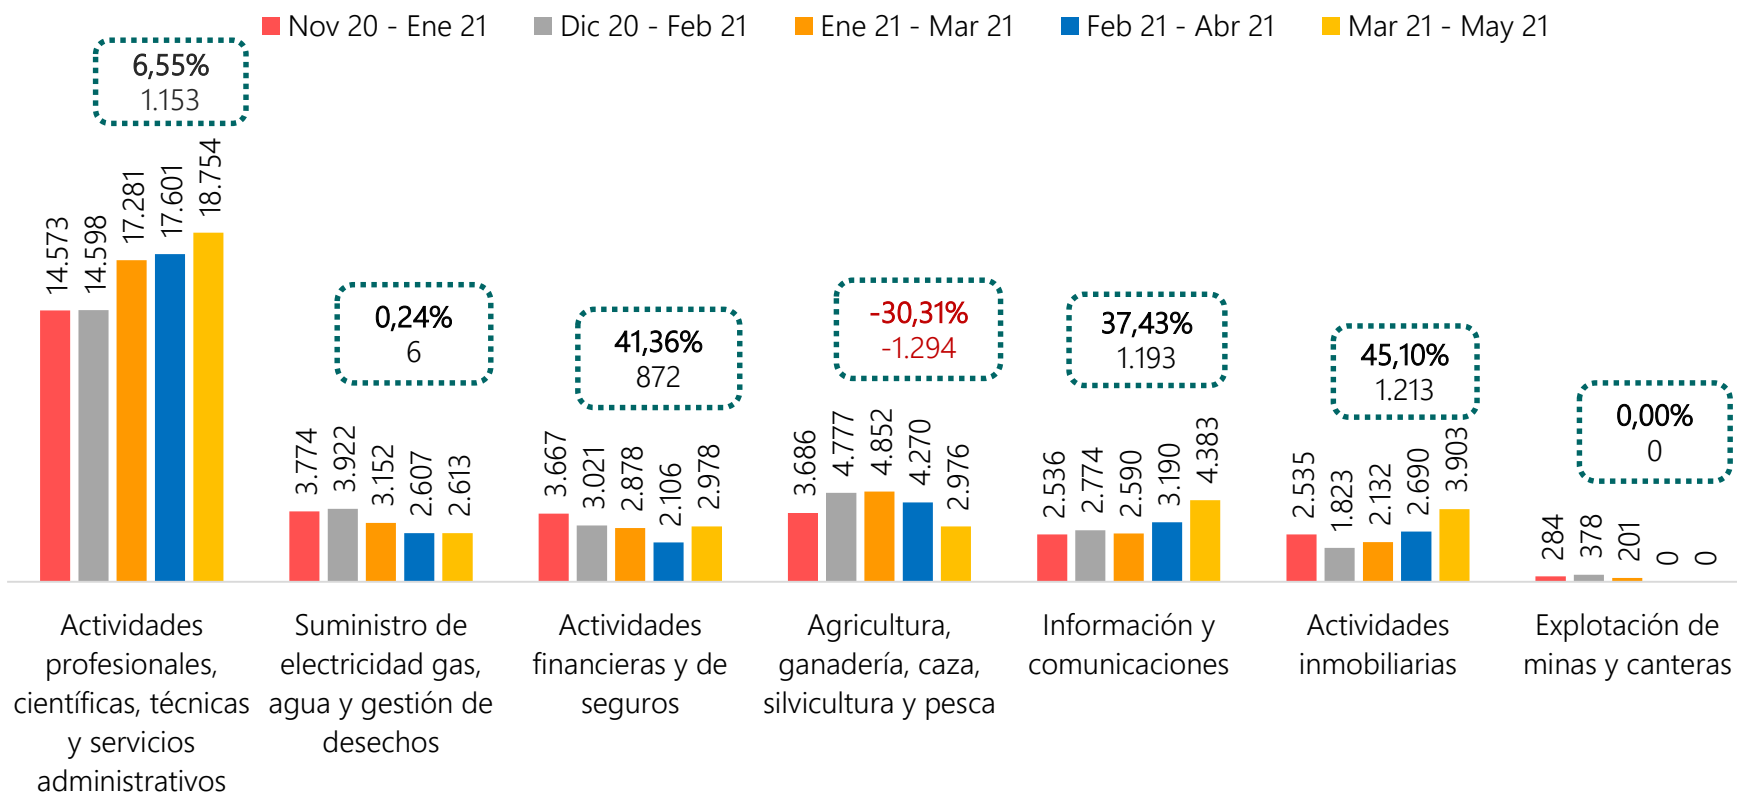 Nov 20 - Ene 21
Dic 20 - Feb 21
Ene 21 - Mar 21
Feb 21 - Abr 21
Mar 21 - May 21
6,55%
1.153
14.573
14.598
17.281
17.601
18.754
0,24%
6
3.774
3.922
3.152
2.607
2.613
41,36%
872
3.667
3.021
2.878
2.106
2.978
-30,31%
-1.294
3.686
4.777
4.852
4.270
2.976
37,43%
1.193
2.536
2.774
2.590
3.190
4.383
45,10%
1.213
2.535
1.823
2.132
2.690
3.903
0,00%
0
284
378
201
0
0
Actividades
profesionales,
científicas, técnicas
y servicios
administrativos
Suministro de
electricidad gas,
agua y gestión de
desechos
Actividades
financieras y de
seguros
Agricultura,
ganadería, caza,
silvicultura y pesca
Información y
comunicaciones
Actividades
inmobiliarias
Explotación de
minas y canteras